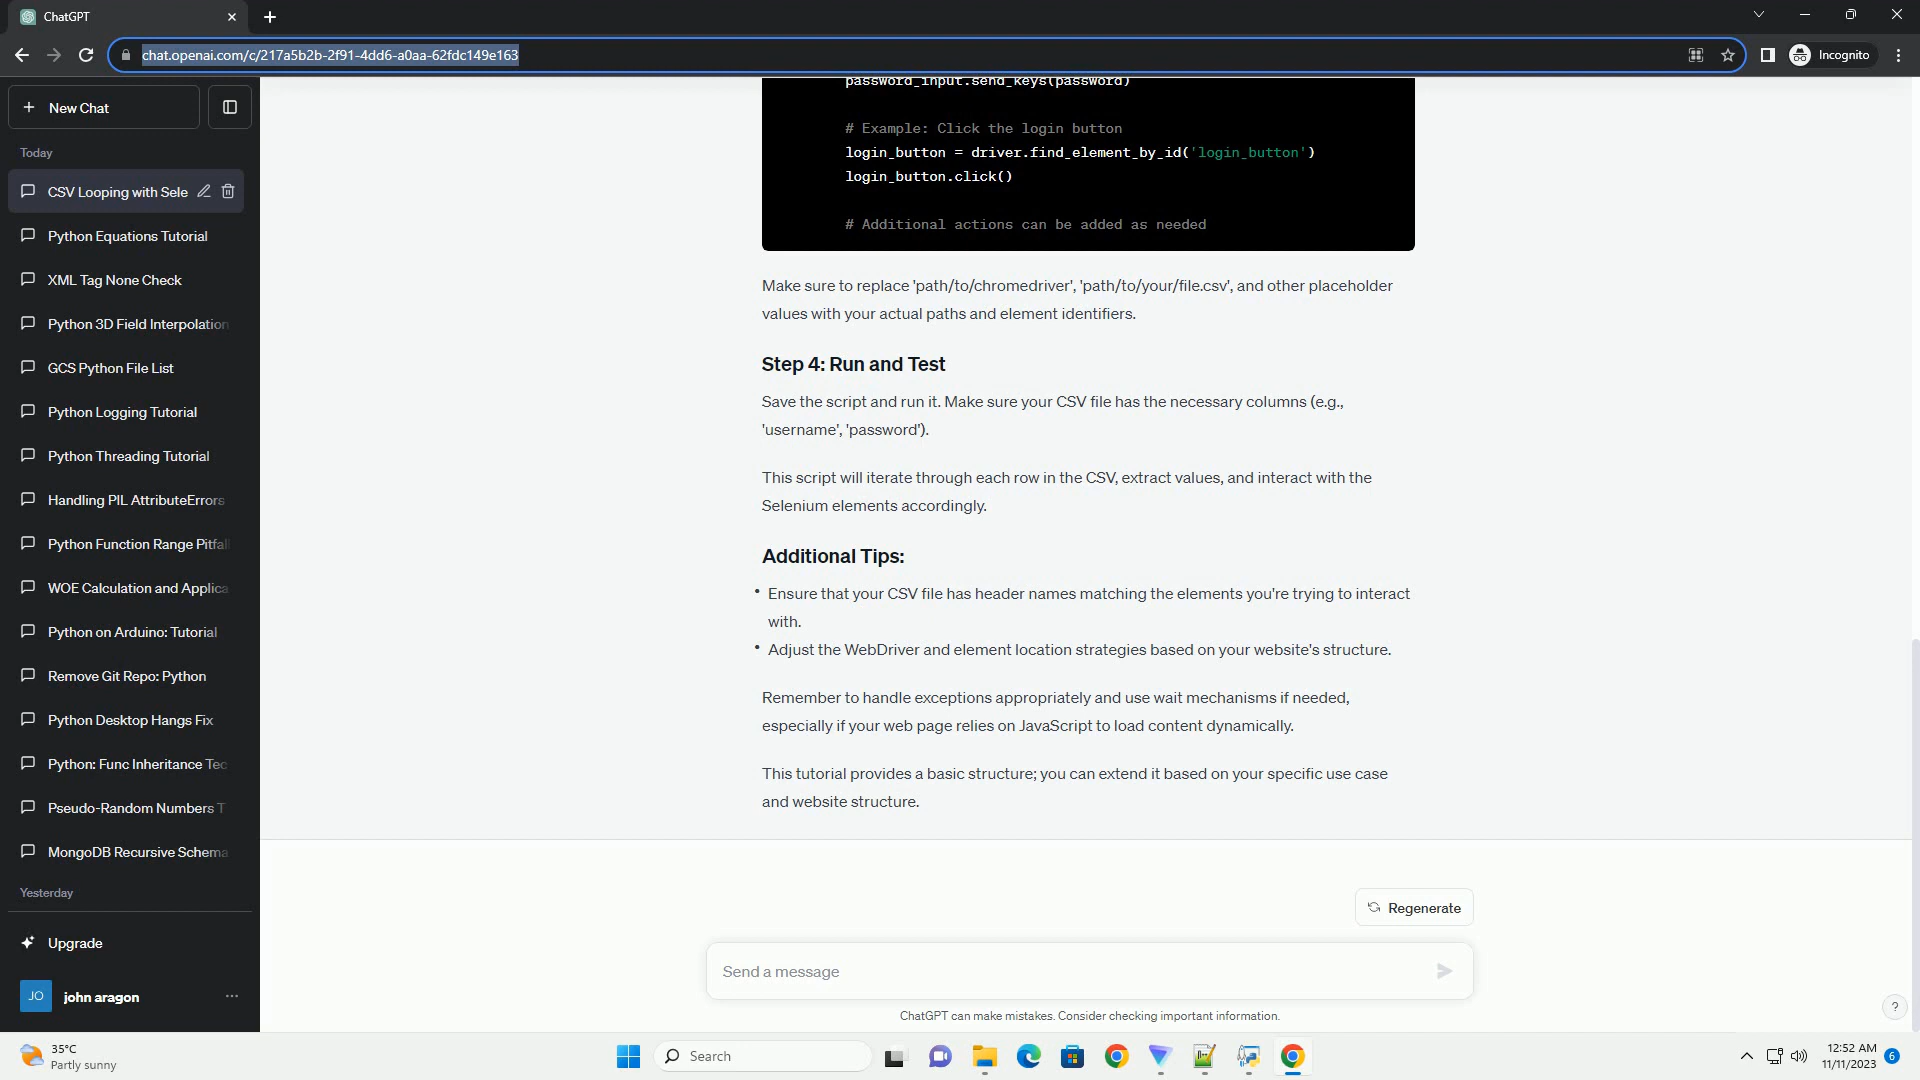 ChatGPT
chat.openai.com/c/217a5b2b-2f91-4dd6-a0aa-62fdc149e163
Incognito
New Chat
Today
CSV Looping with Sele
Python Equations Tutorial
XML Tag None Check
Python 3D Field Interpolation
GCS Python File List
Python Logging Tutorial
Python Threading Tutorial
Handling PIL AttributeErrors
Python Function Range Pitfal
WOE Calculation and Applica
Python on Arduino: Tutorial
Remove Git Repo: Python
Python Desktop Hangs Fix
Python: Func Inheritance Tec
Pseudo-Random Numbers T
MongoDB Recursive Schema
Yesterday
Upgrade
JO john aragon
password_input.send_keys(password)
# Example: Click the login button
login_button = driver.find_element_by_id('login_button')
login_button.click()
# Additional actions can be added as needed
Make sure to replace 'path/to/chromedriver', 'path/to/your/file.csv', and other placeholder
values with your actual paths and element identifiers.
Step 4: Run and Test
Save the script and run it. Make sure your CSV file has the necessary columns (e.g.,
'username', 'password').
This script will iterate through each row in the CSV, extract values, and interact with the
Selenium elements accordingly.
Additional Tips:
• Ensure that your CSV file has header names matching the elements you're trying to interact
with.
• Adjust the WebDriver and element location strategies based on your website's structure.
Remember to handle exceptions appropriately and use wait mechanisms if needed,
especially if your web page relies on JavaScript to load content dynamically.
This tutorial provides a basic structure; you can extend it based on your specific use case
and website structure.
Regenerate
Send a message
ChatGPT can make mistakes. Consider checking important information.
?
35°C
Partly sunny
Search
12:52 AM
11/11/2023
6